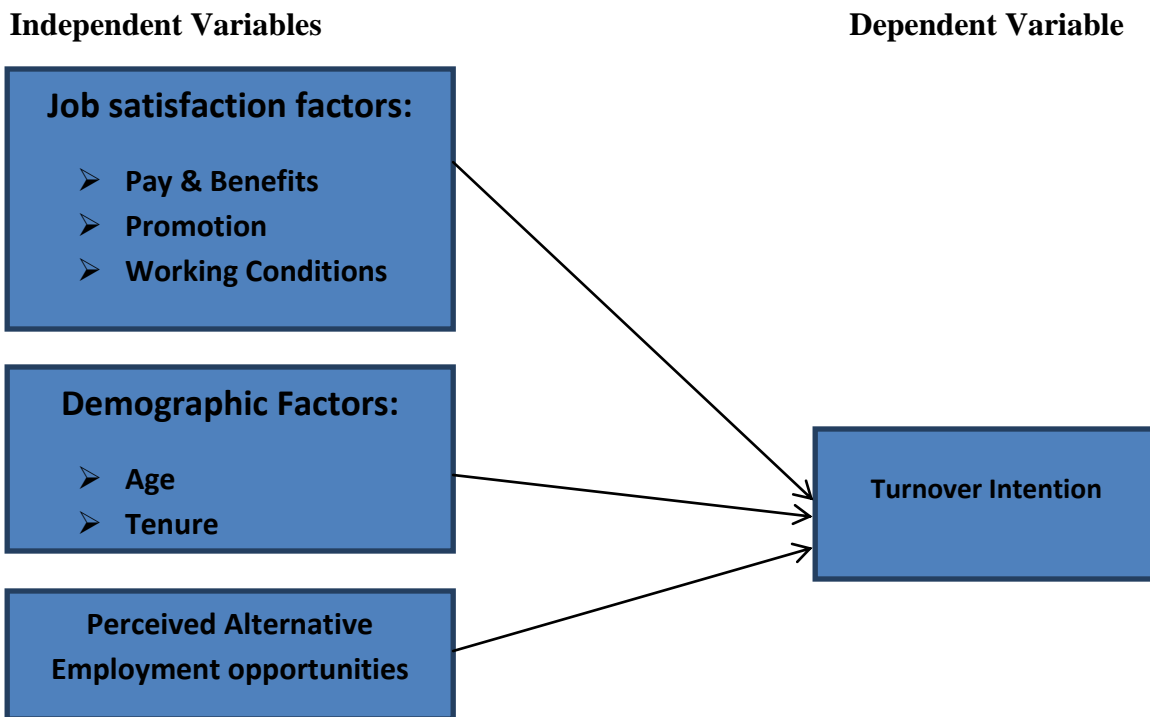 Independent Variables
Dependent Variable
Job satisfaction factors:
➢ Pay & Benefits
➢ Promotion
➢ Working Conditions
Demographic Factors:
➢ Age
➢ Tenure
Turnover Intention
Perceived Alternative
Employment opportunities